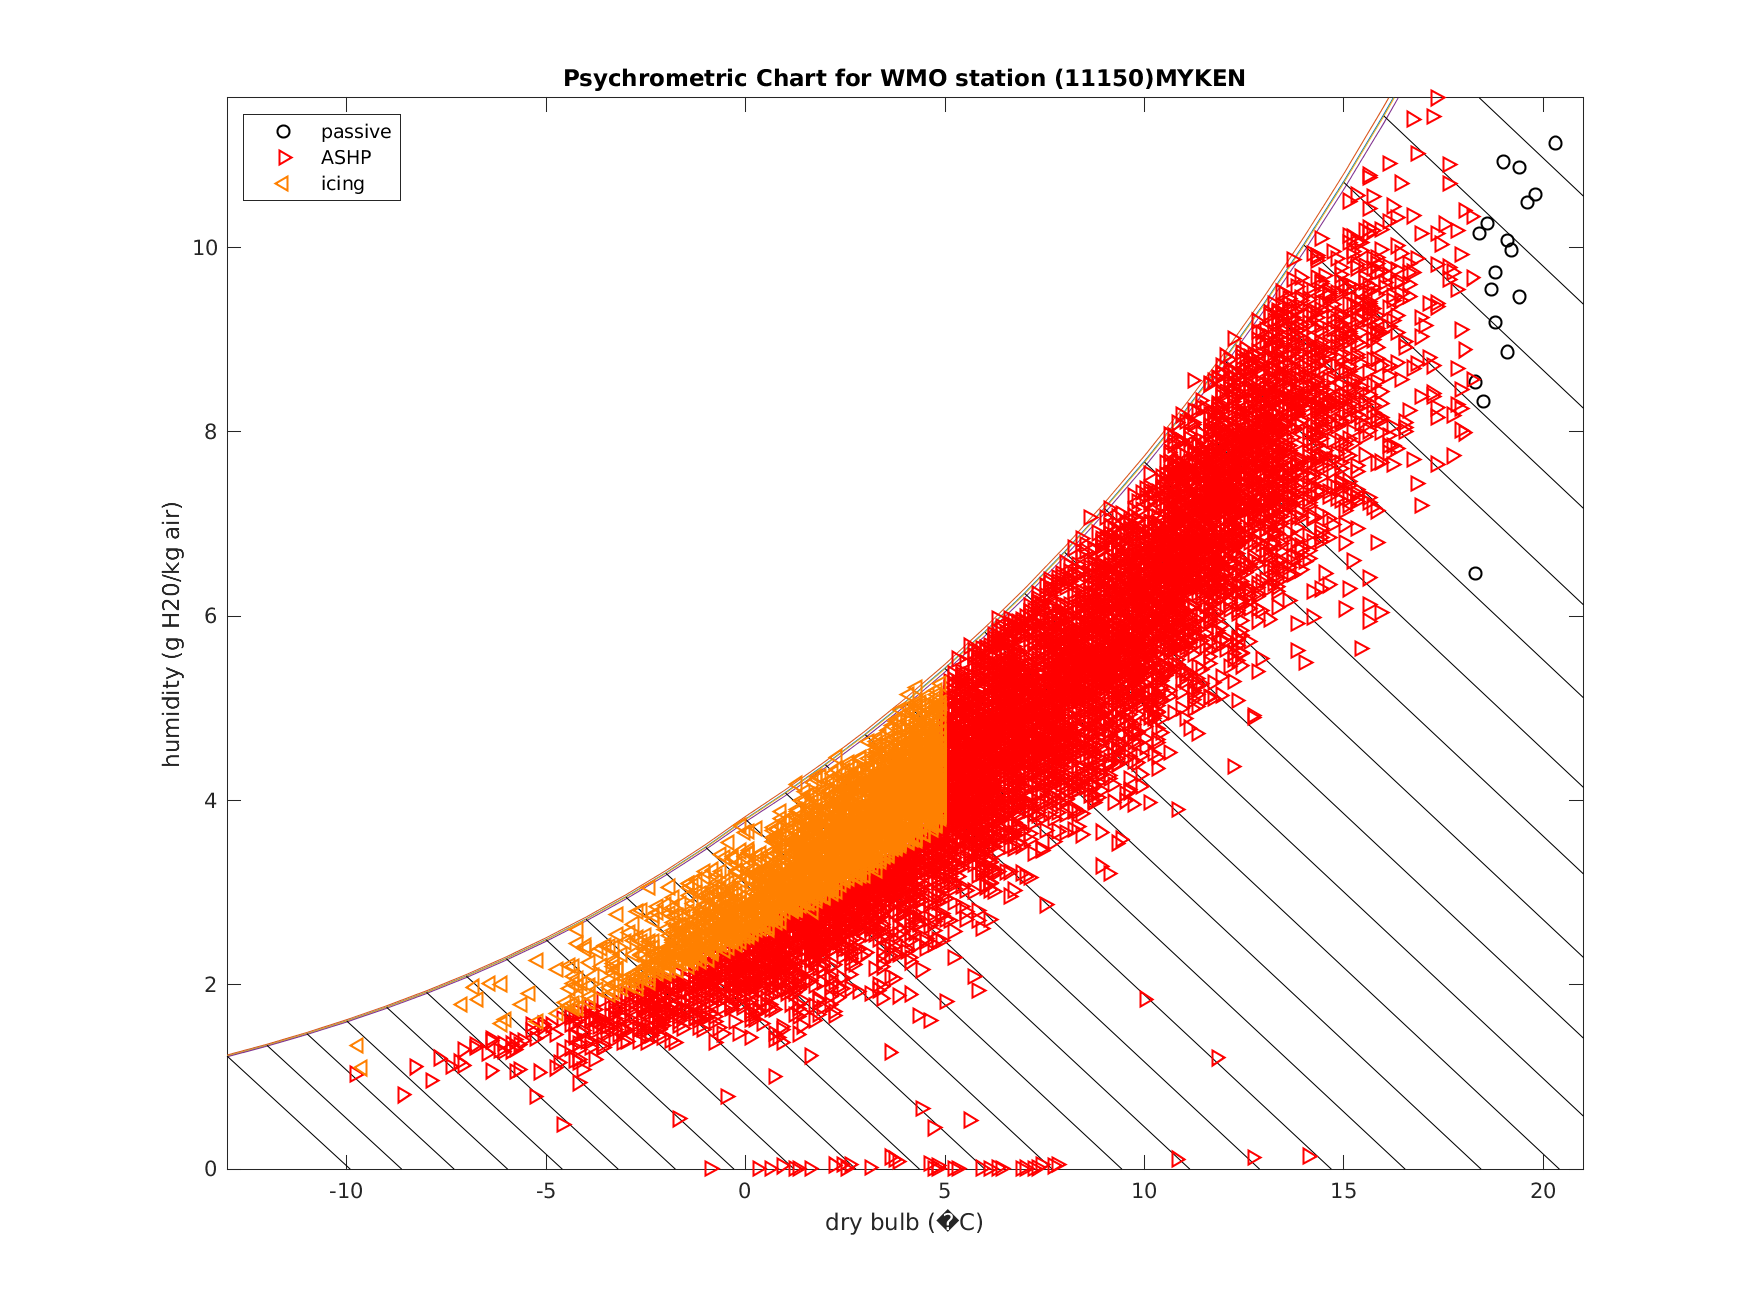 Psychrometric Chart for WMO station (11150)MYKEN
passive
ASHP
icing
humidity (g H20/kg air)
10
8
6
4
2
0
-10 -5 0 5 10 15 20
dry bulb (�C)